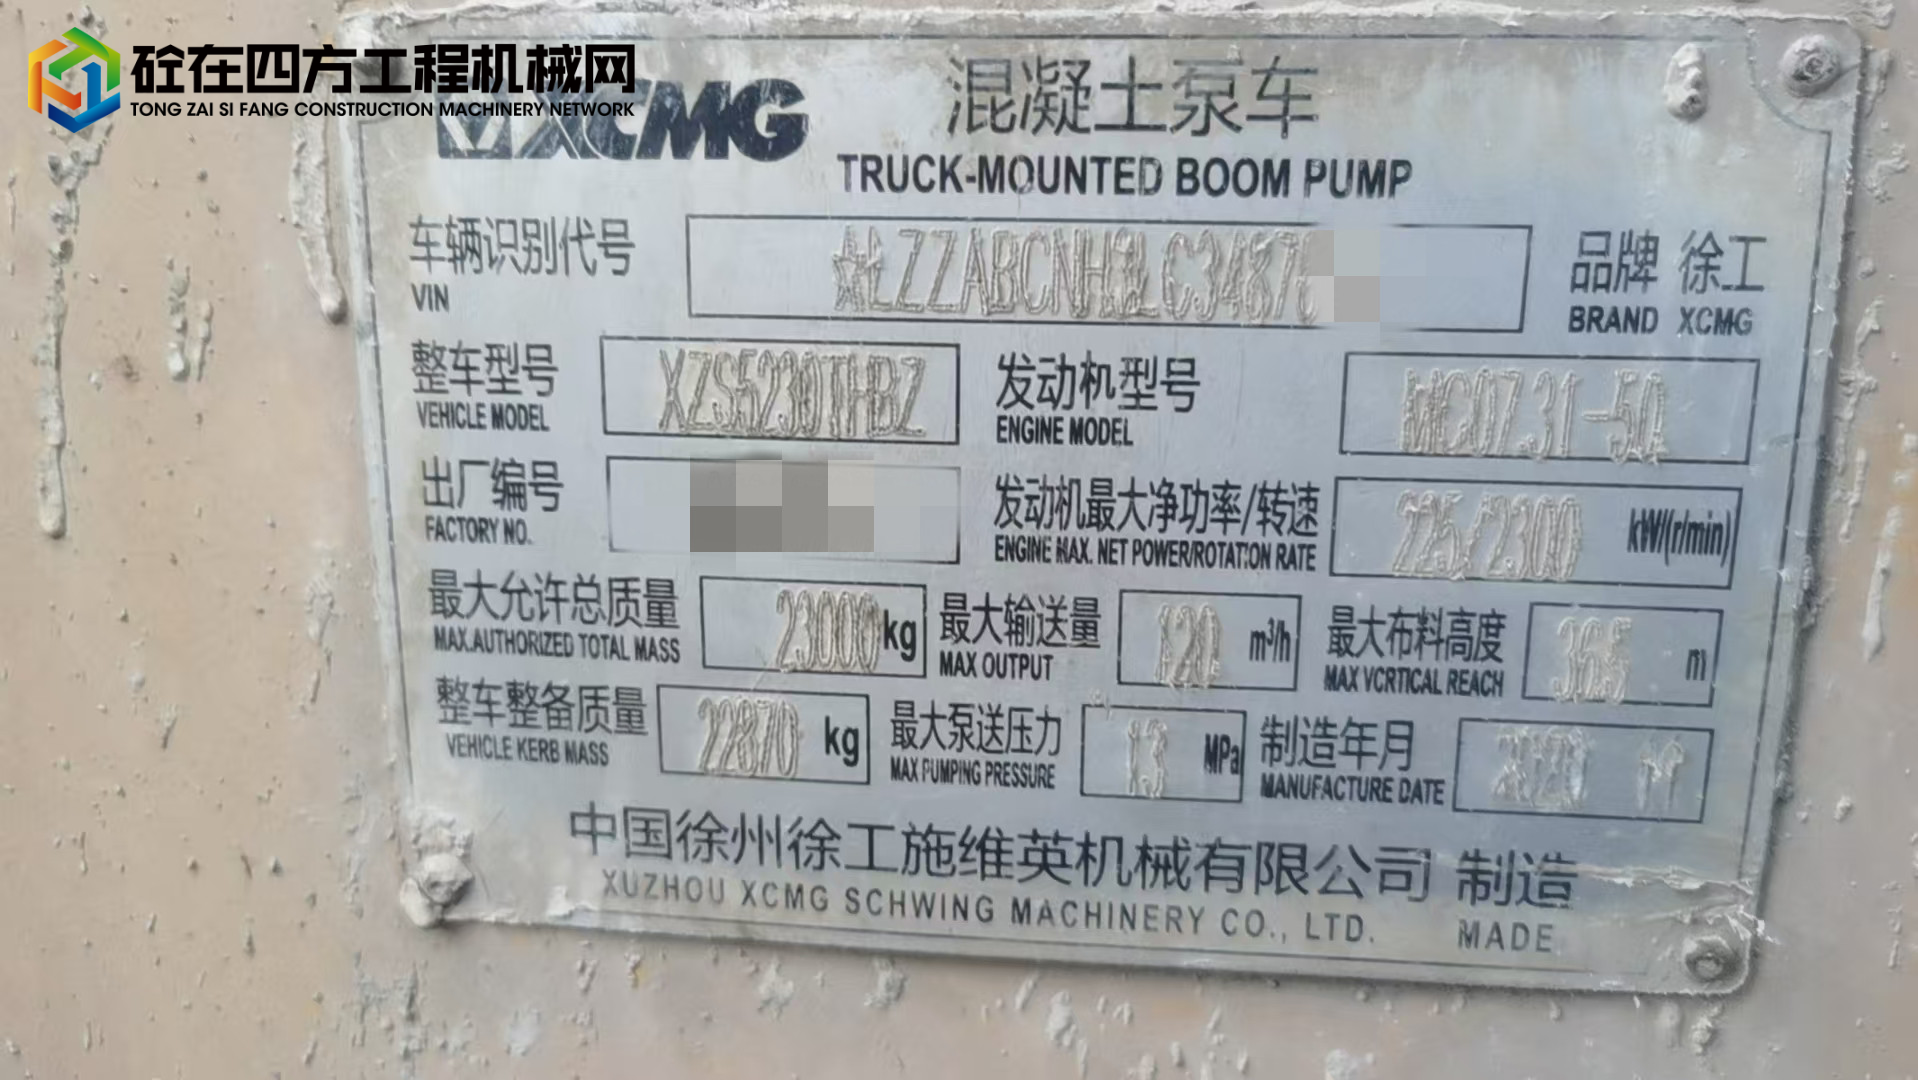 砼在四方工程机械网
TONG ZAI SI FANG CONSTRUCTION MACHINERY NETWORK
XCMG 混凝土泵车
TRUCK-MOUNTED BOOM PUMP
车辆识别代号 品牌 徐工
VIN BRAND XCMG
整车型号 XZS5230THBZ 发动机型号 MC07.31-50
VEHICLE MODEL ENGINE MODEL
出厂编号 发动机最大净功率/转速 225/2300 kW/(r/min)
FACTORY NO. ENGINE MAX. NET POWER/ROTATION RATE
最大允许总质量 23000 kg 最大输送量 120 m³/h 最大布料高度 36.5 m
MAX.AUTHORIZED TOTAL MASS MAX OUTPUT MAX VCRTICAL REACH
整车整备质量 22870 kg 最大泵送压力 13 MPa 制造年月 2020 11
VEHICLE KERB MASS MAX PUMPING PRESSURE MANUFACTURE DATE
中国徐州徐工施维英机械有限公司 制造
XUZHOU XCMG SCHWING MACHINERY CO., LTD. MADE